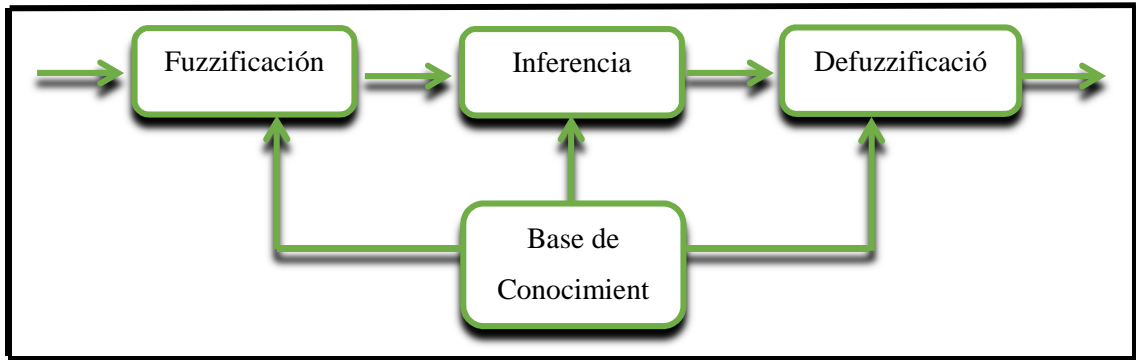 Fuzzificación
Inferencia
Defuzzificació
Base de
Conocimient